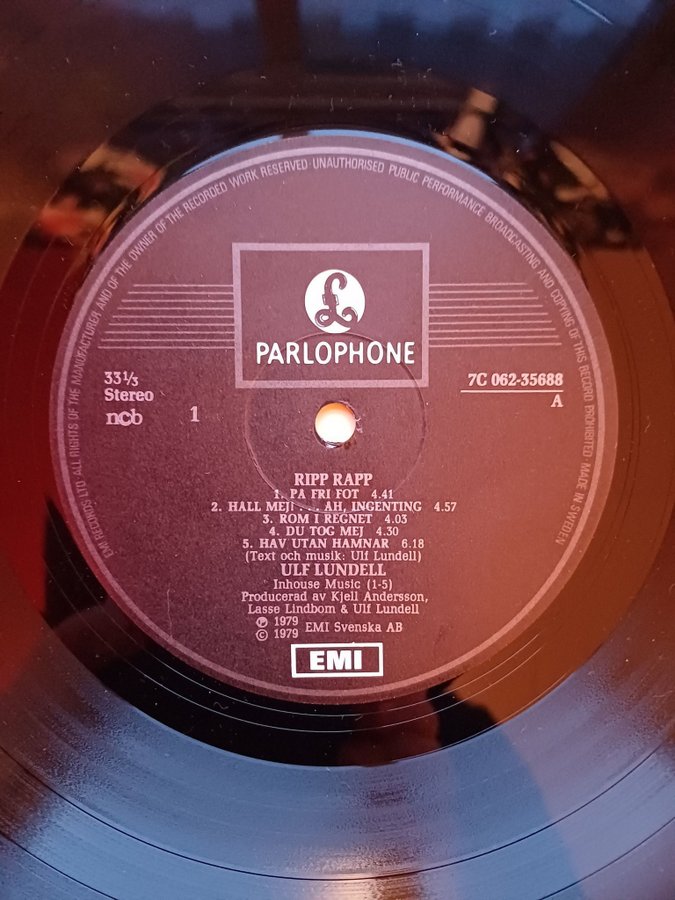 EMI RECORDS LTD ALL RIGHTS OF THE MANUFACTURER AND OF THE OWNER OF THE RECORDED WORK RESERVED UNAUTHORISED PUBLIC PERFORMANCE BROADCASTING AND COPYING OF THIS RECORD PROHIBITED MADE IN SWEDEN
£
PARLOPHONE
33⅓
Stereo
ncb
1
7C 062-35688
A
RIPP RAPP
1. PÅ FRI FOT 4.41
2. HÅLL MEJ! . . . AH, INGENTING 4.57
3. ROM I REGNET 4.03
4. DU TOG MEJ 4.30
5. HAV UTAN HAMNAR 6.18
(Text och musik: Ulf Lundell)
ULF LUNDELL
Inhouse Music (1-5)
Producerad av Kjell Andersson,
Lasse Lindbom & Ulf Lundell
℗ 1979
© 1979 EMI Svenska AB
EMI